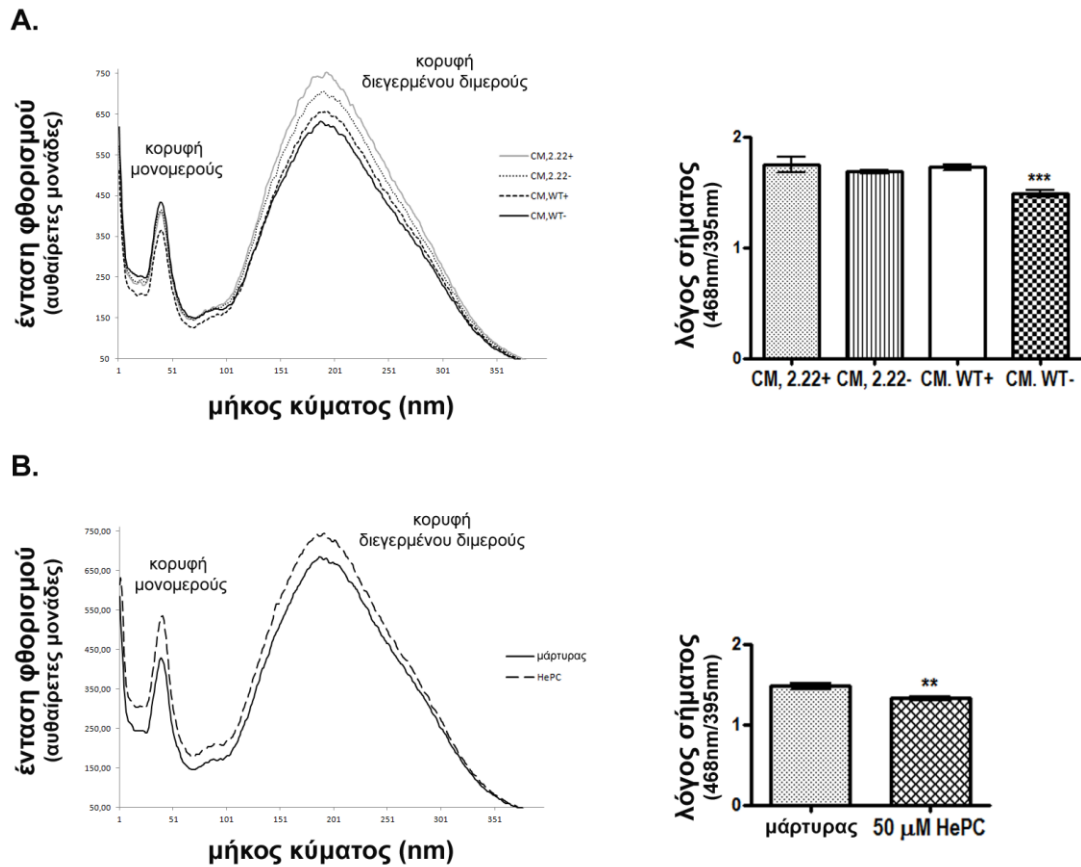 A.
ένταση φθορισμού
(αυθαίρετες μονάδες)
750
650
550
450
350
250
150
50
κορυφή
μονομερούς
κορυφή
διεγερμένου διμερούς
CM,2.22+
CM,2.22-
CM,WT+
CM,WT-
1
51
101
151
201
251
301
351
μήκος κύματος (nm)
λόγος σήματος
(468nm/395nm)
2
1
0
***
CM, 2.22+
CM, 2.22-
CM. WT+
CM. WT-
B.
ένταση φθορισμού
(αυθαίρετες μονάδες)
750,00
650,00
550,00
450,00
350,00
250,00
150,00
50,00
κορυφή
μονομερούς
κορυφή
διεγερμένου διμερούς
μάρτυρας
HePC
1
51
101
151
201
251
301
351
μήκος κύματος (nm)
λόγος σήματος
(468nm/395nm)
2
1
0
**
μάρτυρας
50 μM HePC